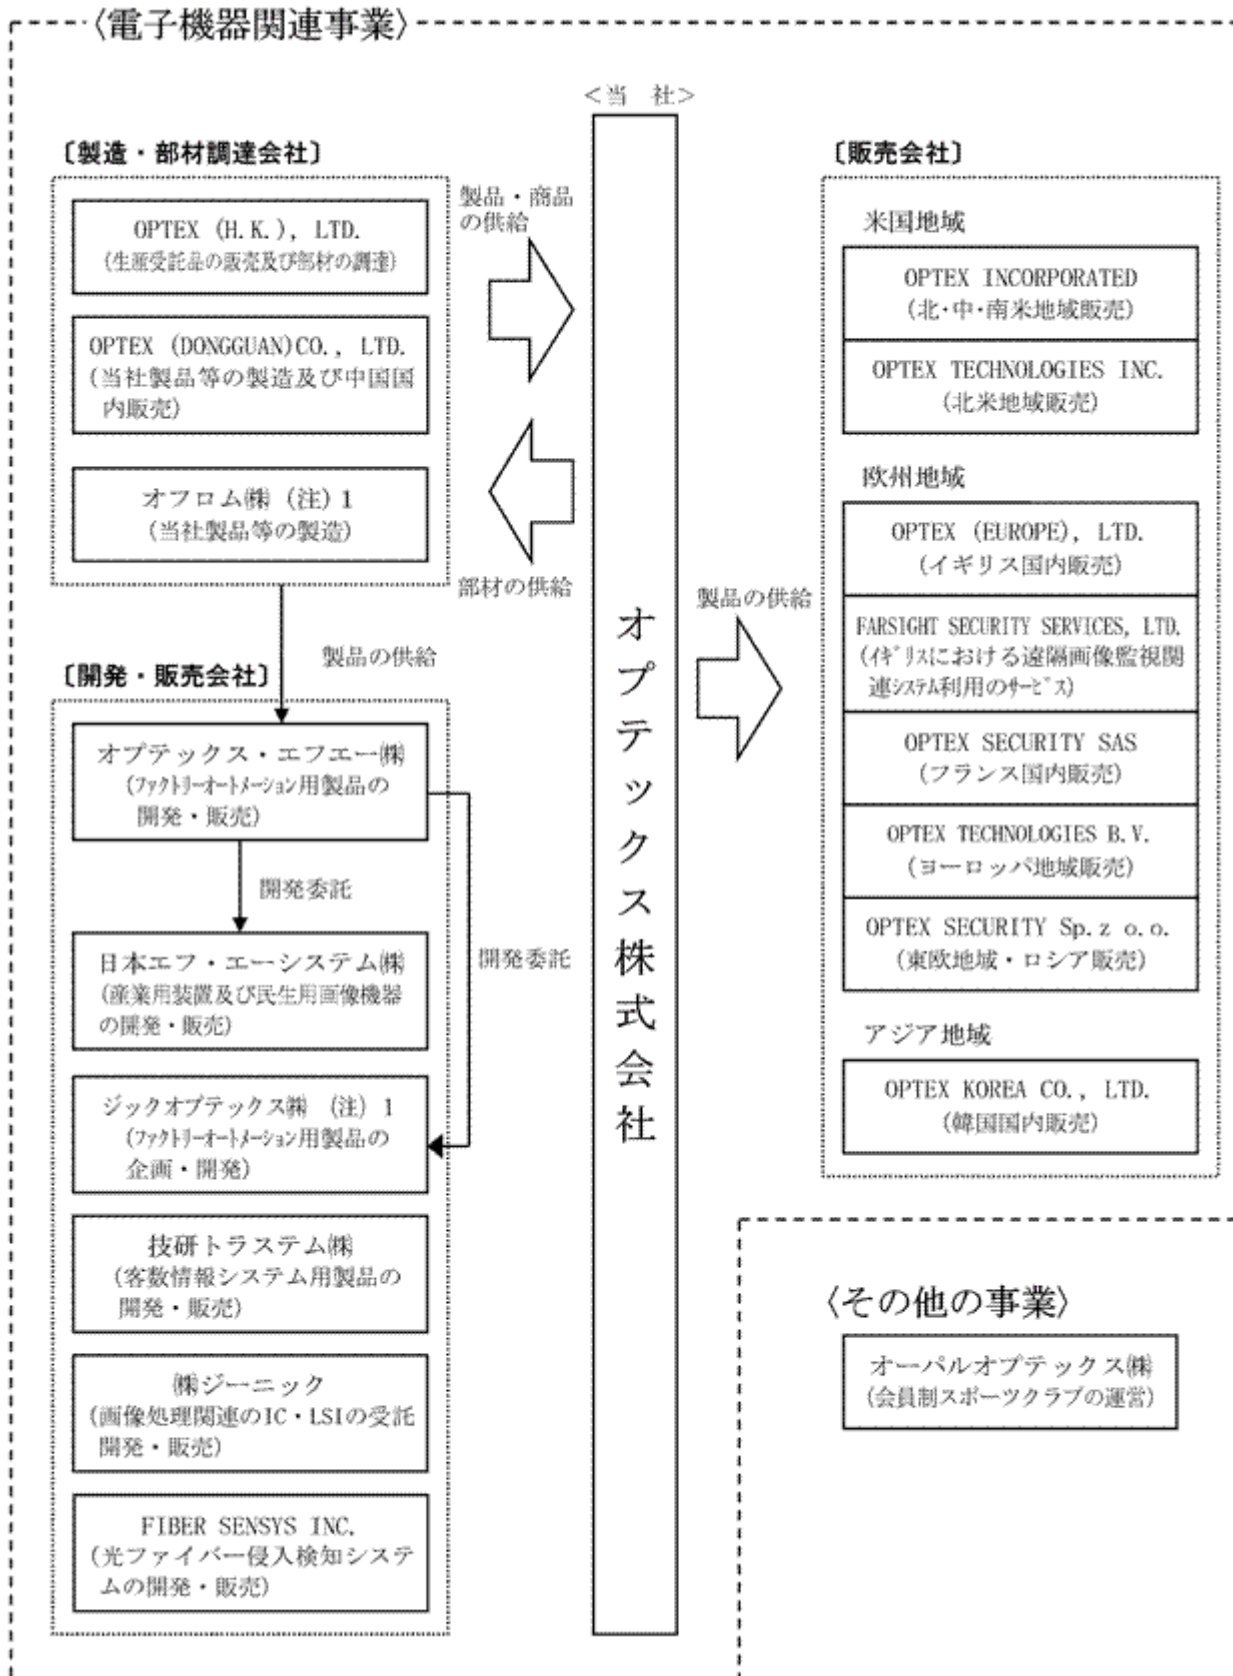 〈電子機器関連事業〉
＜当　社＞
〔製造・部材調達会社〕
OPTEX (H.K.), LTD.
(生産受託品の販売及び部材の調達)
OPTEX (DONGGUAN)CO., LTD.
(当社製品等の製造及び中国国
内販売)
オフロム㈱ (注) 1
(当社製品等の製造)
製品・商品
の供給
部材の供給
製品の供給
〔開発・販売会社〕
オプテックス・エフエー㈱
(ファクトリーオートメーション用製品の
開発・販売)
開発委託
日本エフ・エーシステム㈱
(産業用装置及び民生用画像機器
の開発・販売)
開発委託
ジックオプテックス㈱ (注) 1
(ファクトリーオートメーション用製品の
企画・開発)
技研トラステム㈱
(客数情報システム用製品の
開発・販売)
㈱ジーニック
(画像処理関連のIC・LSIの受託
開発・販売)
FIBER SENSYS INC.
(光ファイバー侵入検知システ
ムの開発・販売)
オプテックス株式会社
製品の供給
〔販売会社〕
米国地域
OPTEX INCORPORATED
(北・中・南米地域販売)
OPTEX TECHNOLOGIES INC.
(北米地域販売)
欧州地域
OPTEX (EUROPE), LTD.
(イギリス国内販売)
FARSIGHT SECURITY SERVICES, LTD.
(ｲｷﾞﾘｽにおける遠隔画像監視関
連ｼｽﾃﾑ利用のｻｰﾋﾞｽ)
OPTEX SECURITY SAS
(フランス国内販売)
OPTEX TECHNOLOGIES B.V.
(ヨーロッパ地域販売)
OPTEX SECURITY Sp.z o.o.
(東欧地域・ロシア販売)
アジア地域
OPTEX KOREA CO., LTD.
(韓国国内販売)
〈その他の事業〉
オーパルオプテックス㈱
(会員制スポーツクラブの運営)